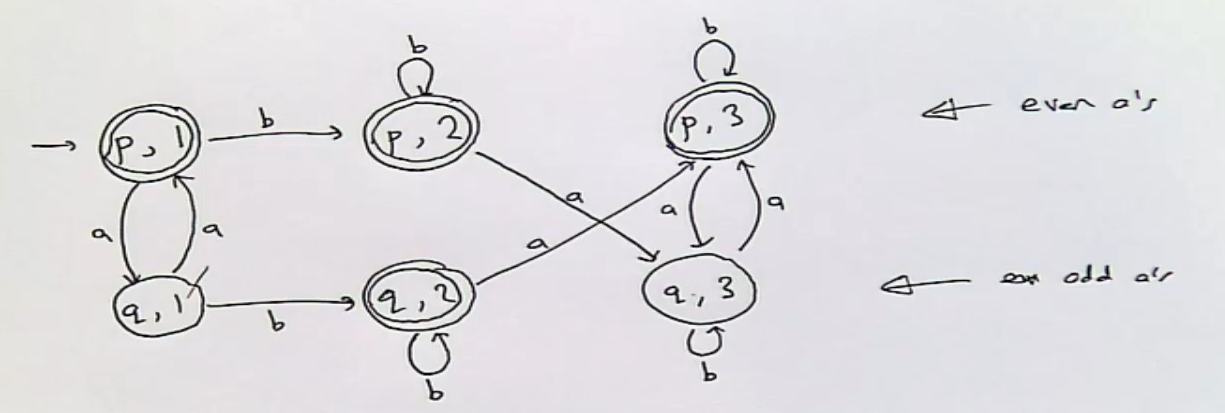 b b
p, 1 b p, 2 p, 3 even a's
a a a a a a
q, 1 b q, 2 q, 3 odd a's
b b